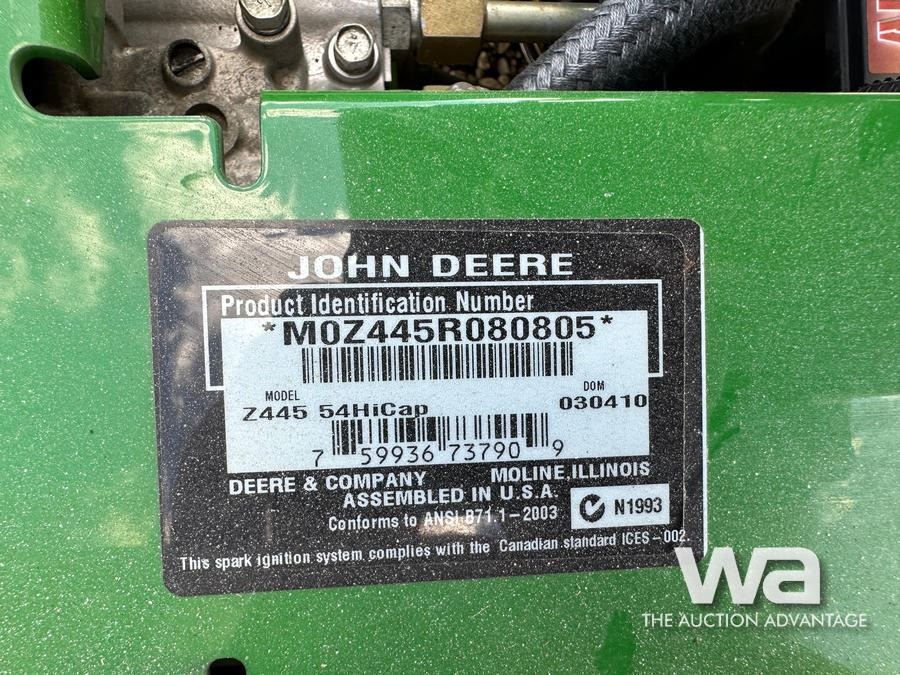 JOHN DEERE
Product Identification Number
*M0Z445R080805*
MODEL
DOM
Z445 54HiCap
030410
7 59936 73790 9
DEERE & COMPANY MOLINE, ILLINOIS
ASSEMBLED IN U.S.A.
Conforms to ANSI B71.1-2003
N1993
This spark ignition system complies with the Canadian standard ICES-002.
wa
THE AUCTION ADVANTAGE